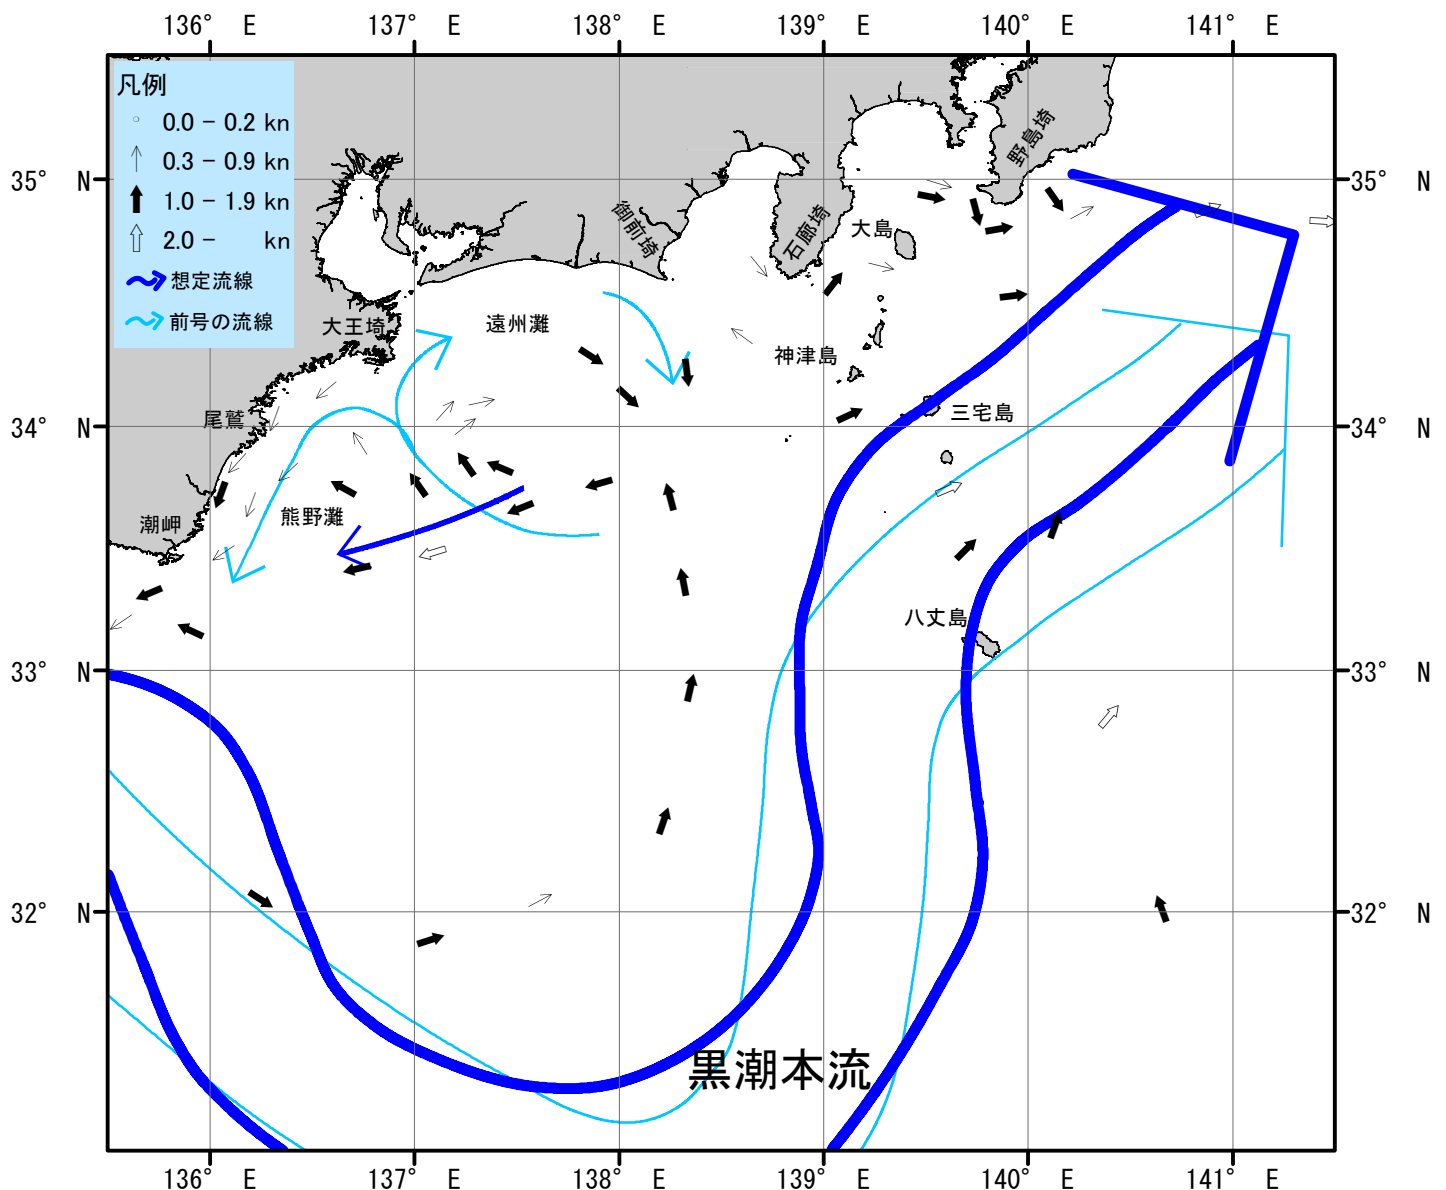 136° E 137° E 138° E 139° E 140° E 141° E
凡例
0.0 − 0.2 kn
0.3 − 0.9 kn
1.0 − 1.9 kn
2.0 − kn
想定流線
前号の流線
野島埼
35° N 35° N
御前埼
石廊埼
大島
大王埼
遠州灘
神津島
尾鷲
三宅島
34° N 34° N
潮岬
熊野灘
八丈島
33° N 33° N
32° N 32° N
黒潮本流
136° E 137° E 138° E 139° E 140° E 141° E